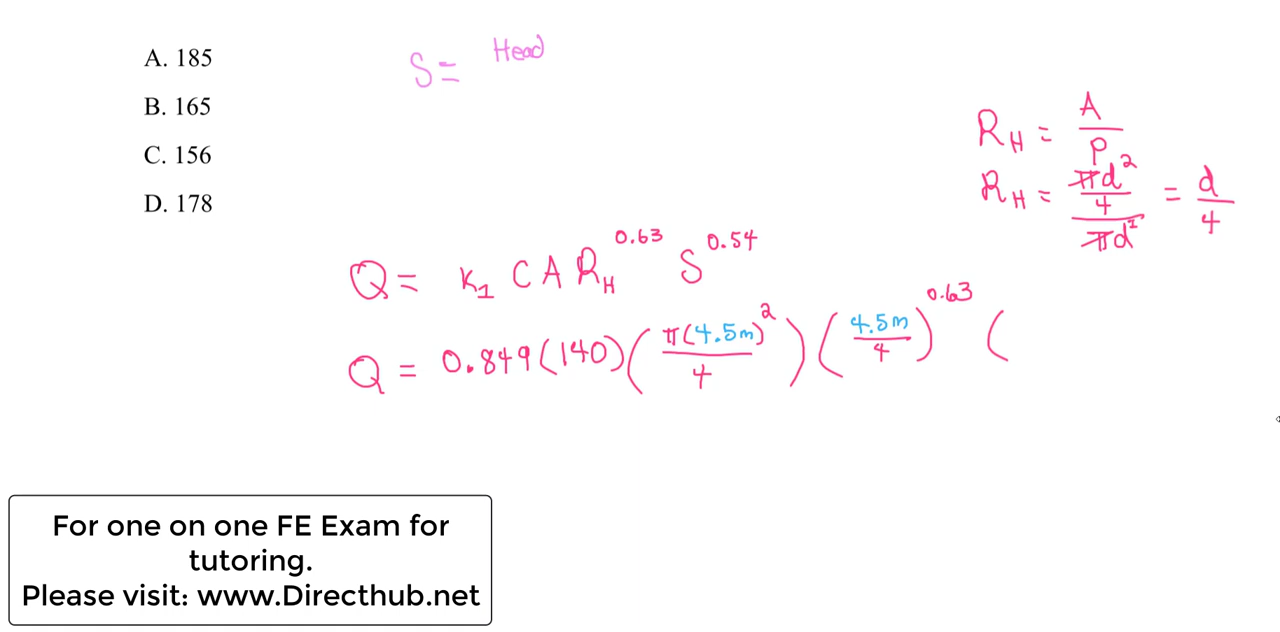 A. 185
B. 165
C. 156
D. 178
S = Head
R_H = A / P
R_H = (πd² / 4) / (πd¹) = d / 4
Q = K₁ C A R_H^0.63 S^0.54
Q = 0.849 (140) (π(4.5m)² / 4) (4.5m / 4)^0.63 (
For one on one FE Exam for
tutoring.
Please visit: www.Directhub.net